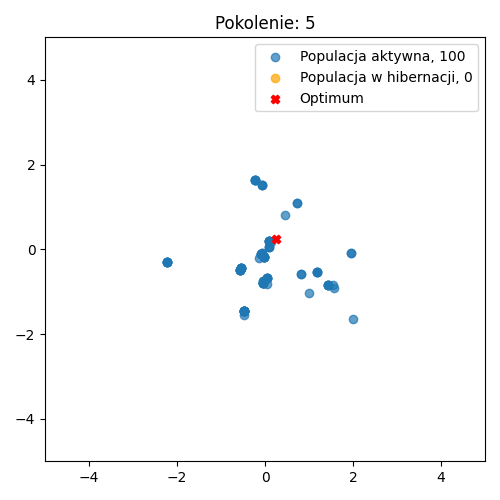 Pokolenie: 5
Populacja aktywna, 100
Populacja w hibernacji, 0
Optimum
4
2
0
−2
−4
−4 −2 0 2 4